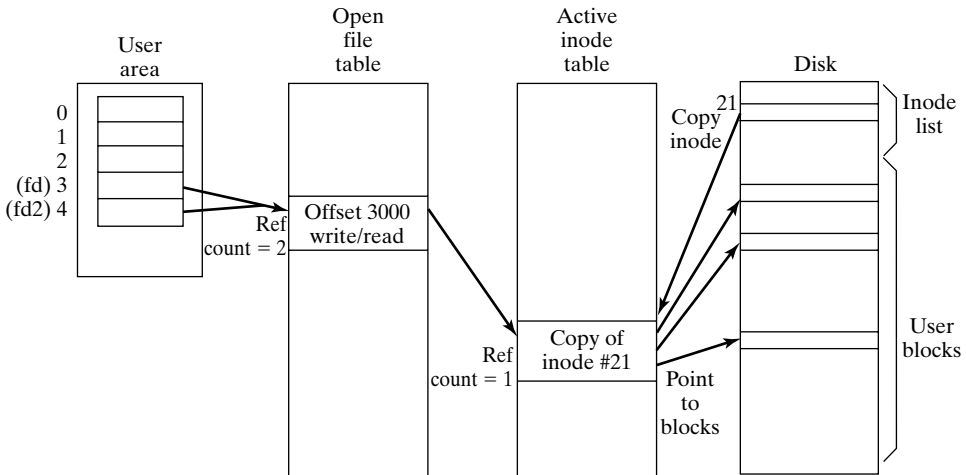 User
area
Open
file
table
Active
inode table
Disk
0
1
2
(fd) 3
(fd2) 4
Ref
count = 2
Offset 3000
write/read
Ref
count = 1
Copy of
inode #21
21
Copy
inode
Point
to
blocks
Inode
list
User
blocks